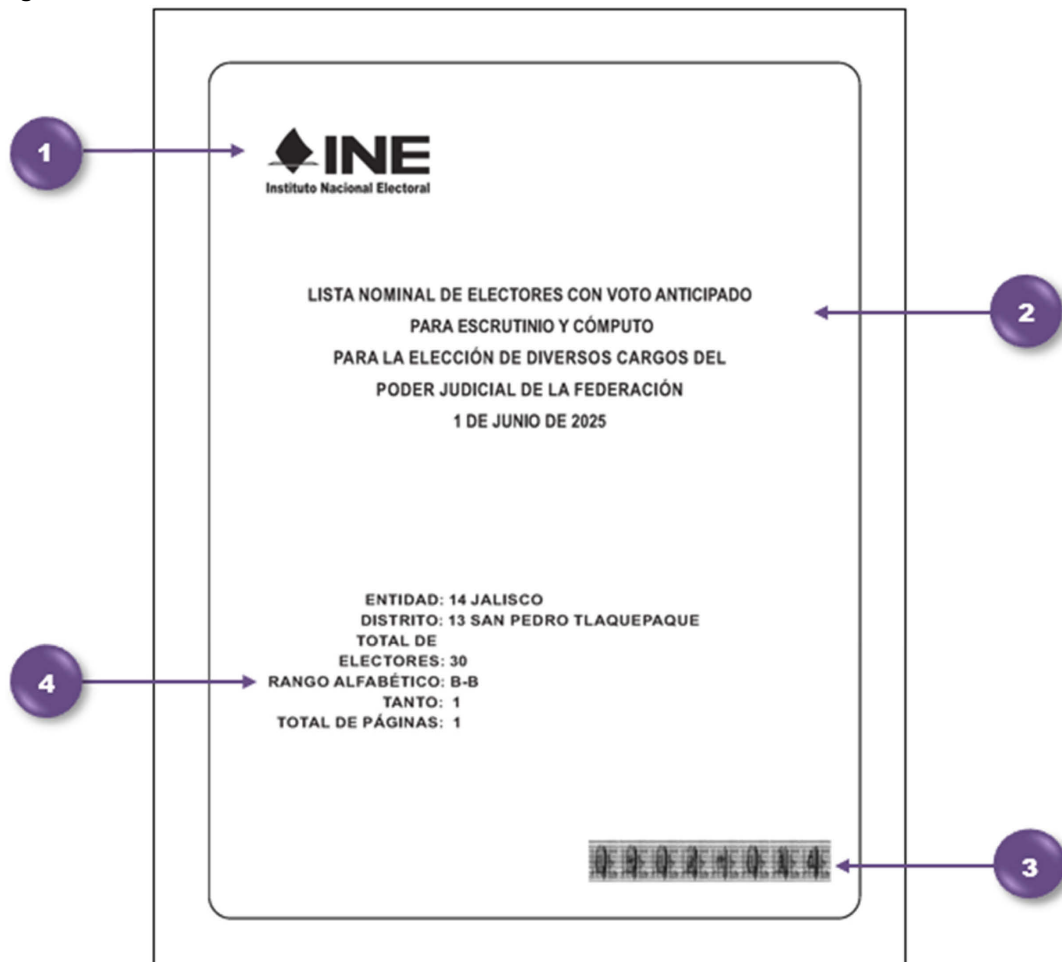 1
INE
Instituto Nacional Electoral
LISTA NOMINAL DE ELECTORES CON VOTO ANTICIPADO
PARA ESCRUTINIO Y CÓMPUTO
PARA LA ELECCIÓN DE DIVERSOS CARGOS DEL
PODER JUDICIAL DE LA FEDERACIÓN
1 DE JUNIO DE 2025
2
ENTIDAD: 14 JALISCO
DISTRITO: 13 SAN PEDRO TLAQUEPAQUE
TOTAL DE
ELECTORES: 30
RANGO ALFABÉTICO: B-B
TANTO: 1
TOTAL DE PÁGINAS: 1
4
3